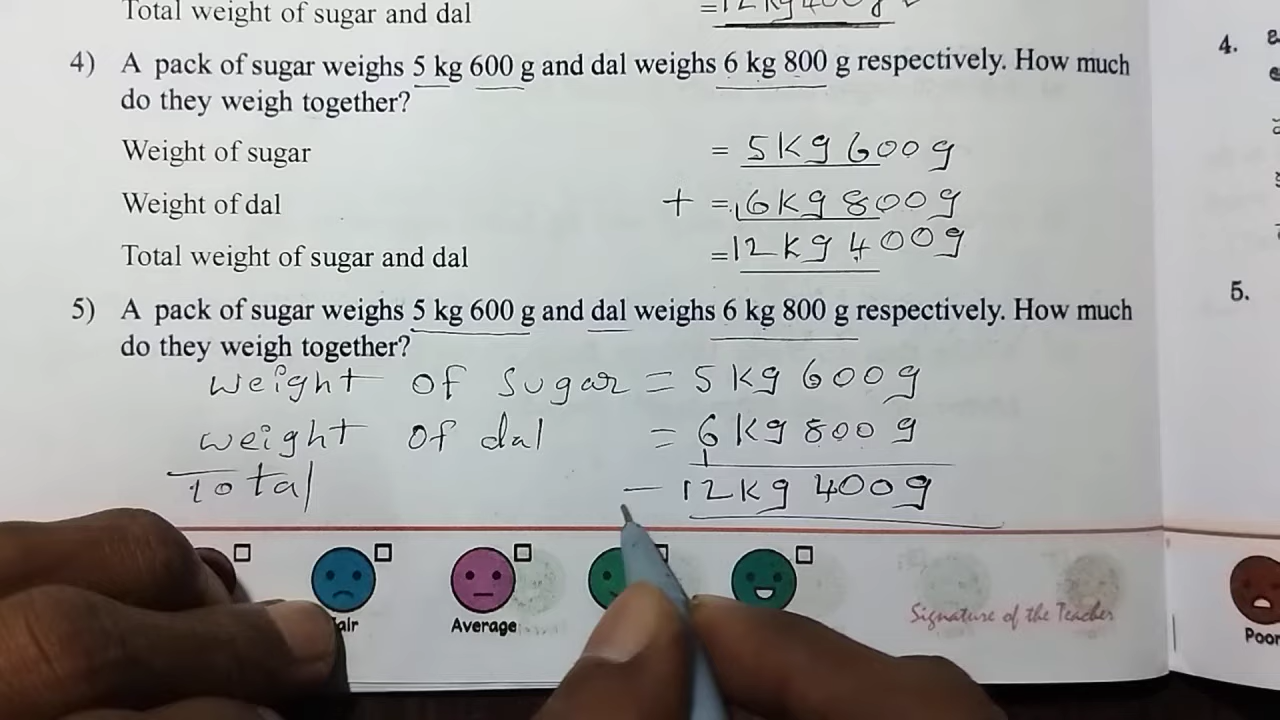 Total weight of sugar and dal =12kg400g
4) A pack of sugar weighs 5 kg 600 g and dal weighs 6 kg 800 g respectively. How much
do they weigh together?
Weight of sugar = 5kg 600g
Weight of dal + = 6kg 800g
Total weight of sugar and dal =12kg 400g
5) A pack of sugar weighs 5 kg 600 g and dal weighs 6 kg 800 g respectively. How much
do they weigh together?
weight of sugar = 5kg 600g
weight of dal = 6kg 800g
1
Total – 12kg 400g
Average
Signature of the Teacher
4.
5.
Poor